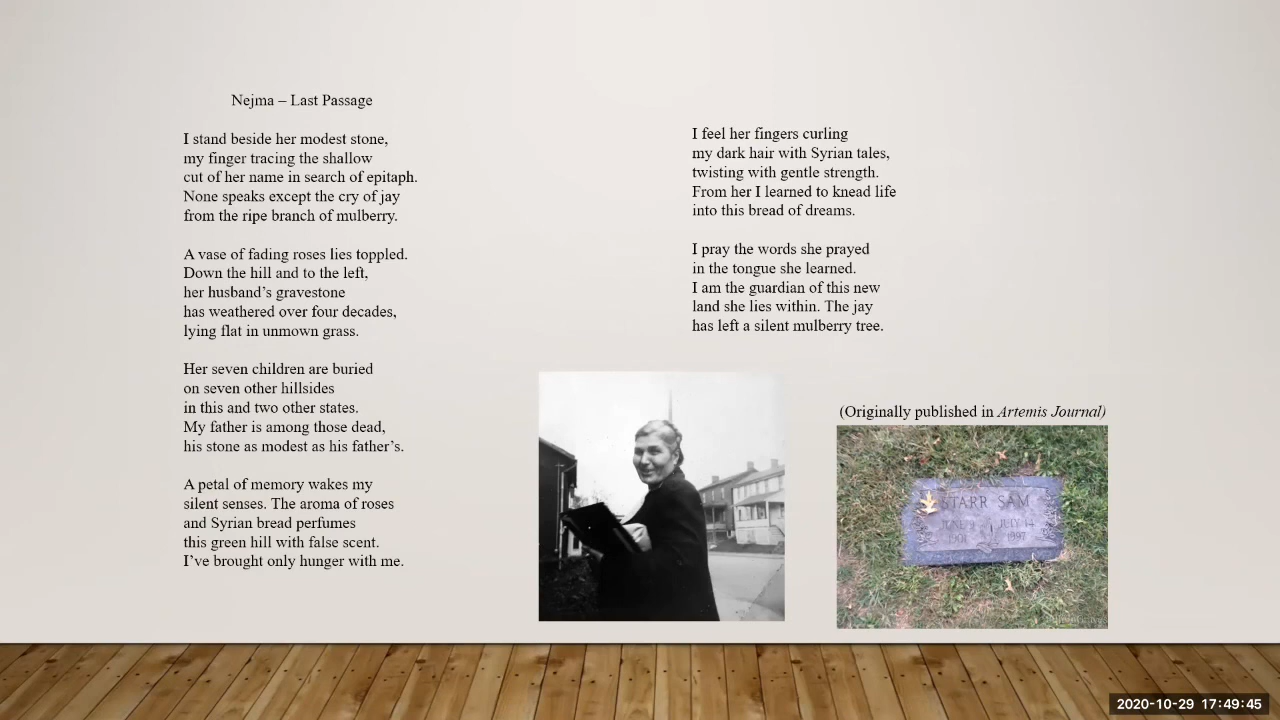 Nejma – Last Passage
I stand beside her modest stone,
my finger tracing the shallow
cut of her name in search of epitaph.
None speaks except the cry of jay
from the ripe branch of mulberry.
A vase of fading roses lies toppled.
Down the hill and to the left,
her husband’s gravestone
has weathered over four decades,
lying flat in unmown grass.
Her seven children are buried
on seven other hillsides
in this and two other states.
My father is among those dead,
his stone as modest as his father’s.
A petal of memory wakes my
silent senses. The aroma of roses
and Syrian bread perfumes
this green hill with false scent.
I’ve brought only hunger with me.
I feel her fingers curling
my dark hair with Syrian tales,
twisting with gentle strength.
From her I learned to knead life
into this bread of dreams.
I pray the words she prayed
in the tongue she learned.
I am the guardian of this new
land she lies within. The jay
has left a silent mulberry tree.
(Originally published in Artemis Journal)
STARR SAM
JUNE 9 JULY 14
1901 1997
2020-10-29 17:49:45